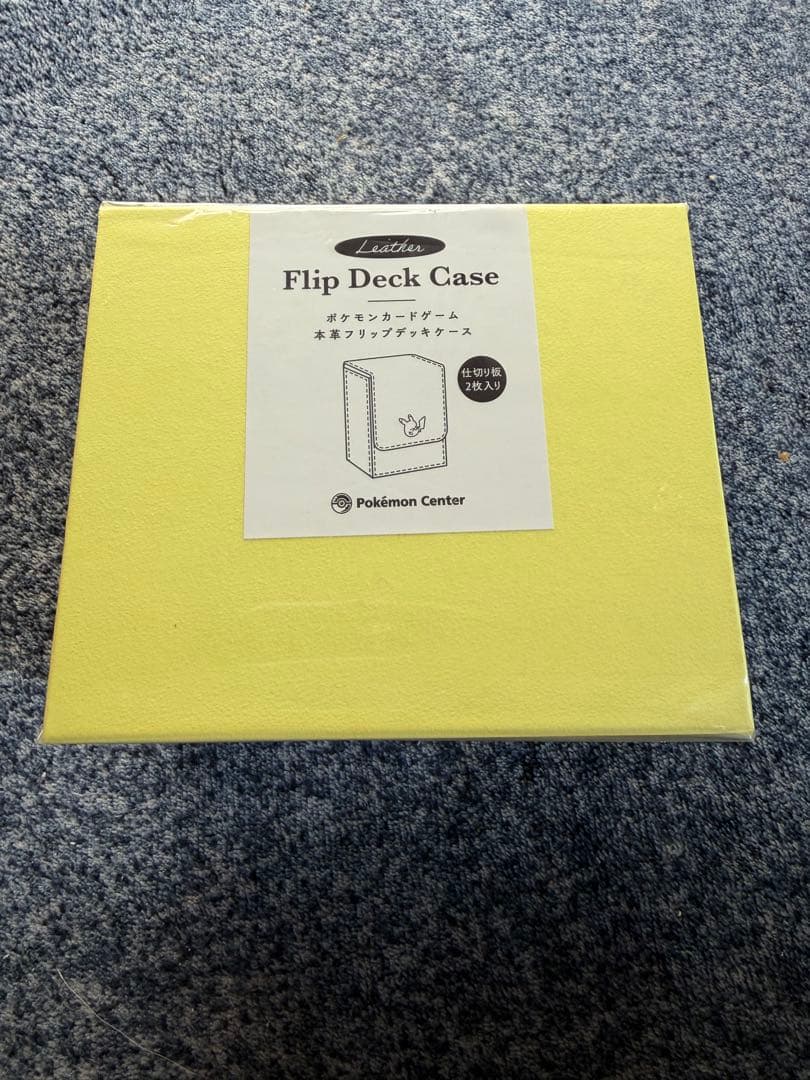 Leather
Flip Deck Case
ポケモンカードゲーム
本革フリップデッキケース
仕切り板
2枚入り
Pokémon Center